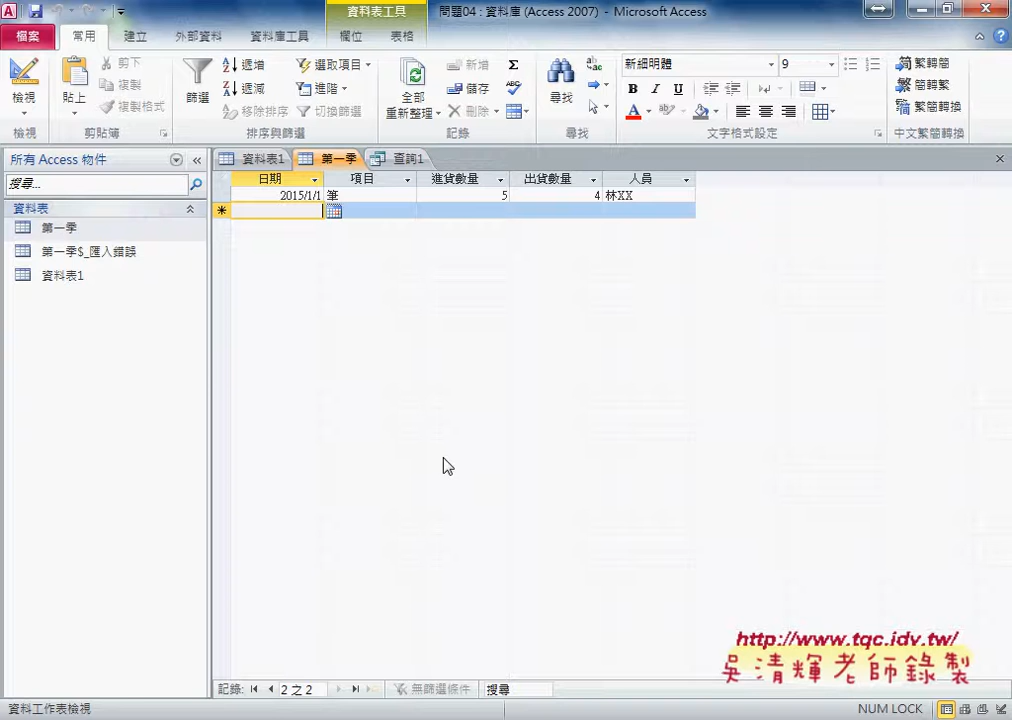 資料表工具
問題04 : 資料庫 (Access 2007) - Microsoft Access
檔案 常用 建立 外部資料 資料庫工具 欄位 表格
檢視
檢視
貼上
剪下
複製
複製格式
剪貼簿
篩選
遞增
遞減
移除排序
選取項目
進階
切換篩選
排序與篩選
全部
重新整理
新增
儲存
刪除
記錄
尋找
尋找
新細明體 9
B I U
A
文字格式設定
繁轉簡
簡轉繁
繁簡轉換
中文繁簡轉換
所有 Access 物件
搜尋...
資料表
第一季
第一季$_匯入錯誤
資料表1
資料表1 第一季 查詢1
日期 項目 進貨數量 出貨數量 人員
2015/1/1 筆 5 4 林XX
http://www.tqc.idv.tw/
吳清輝老師錄製
記錄: 2 之 2 無篩選條件 搜尋
資料工作表檢視 NUM LOCK